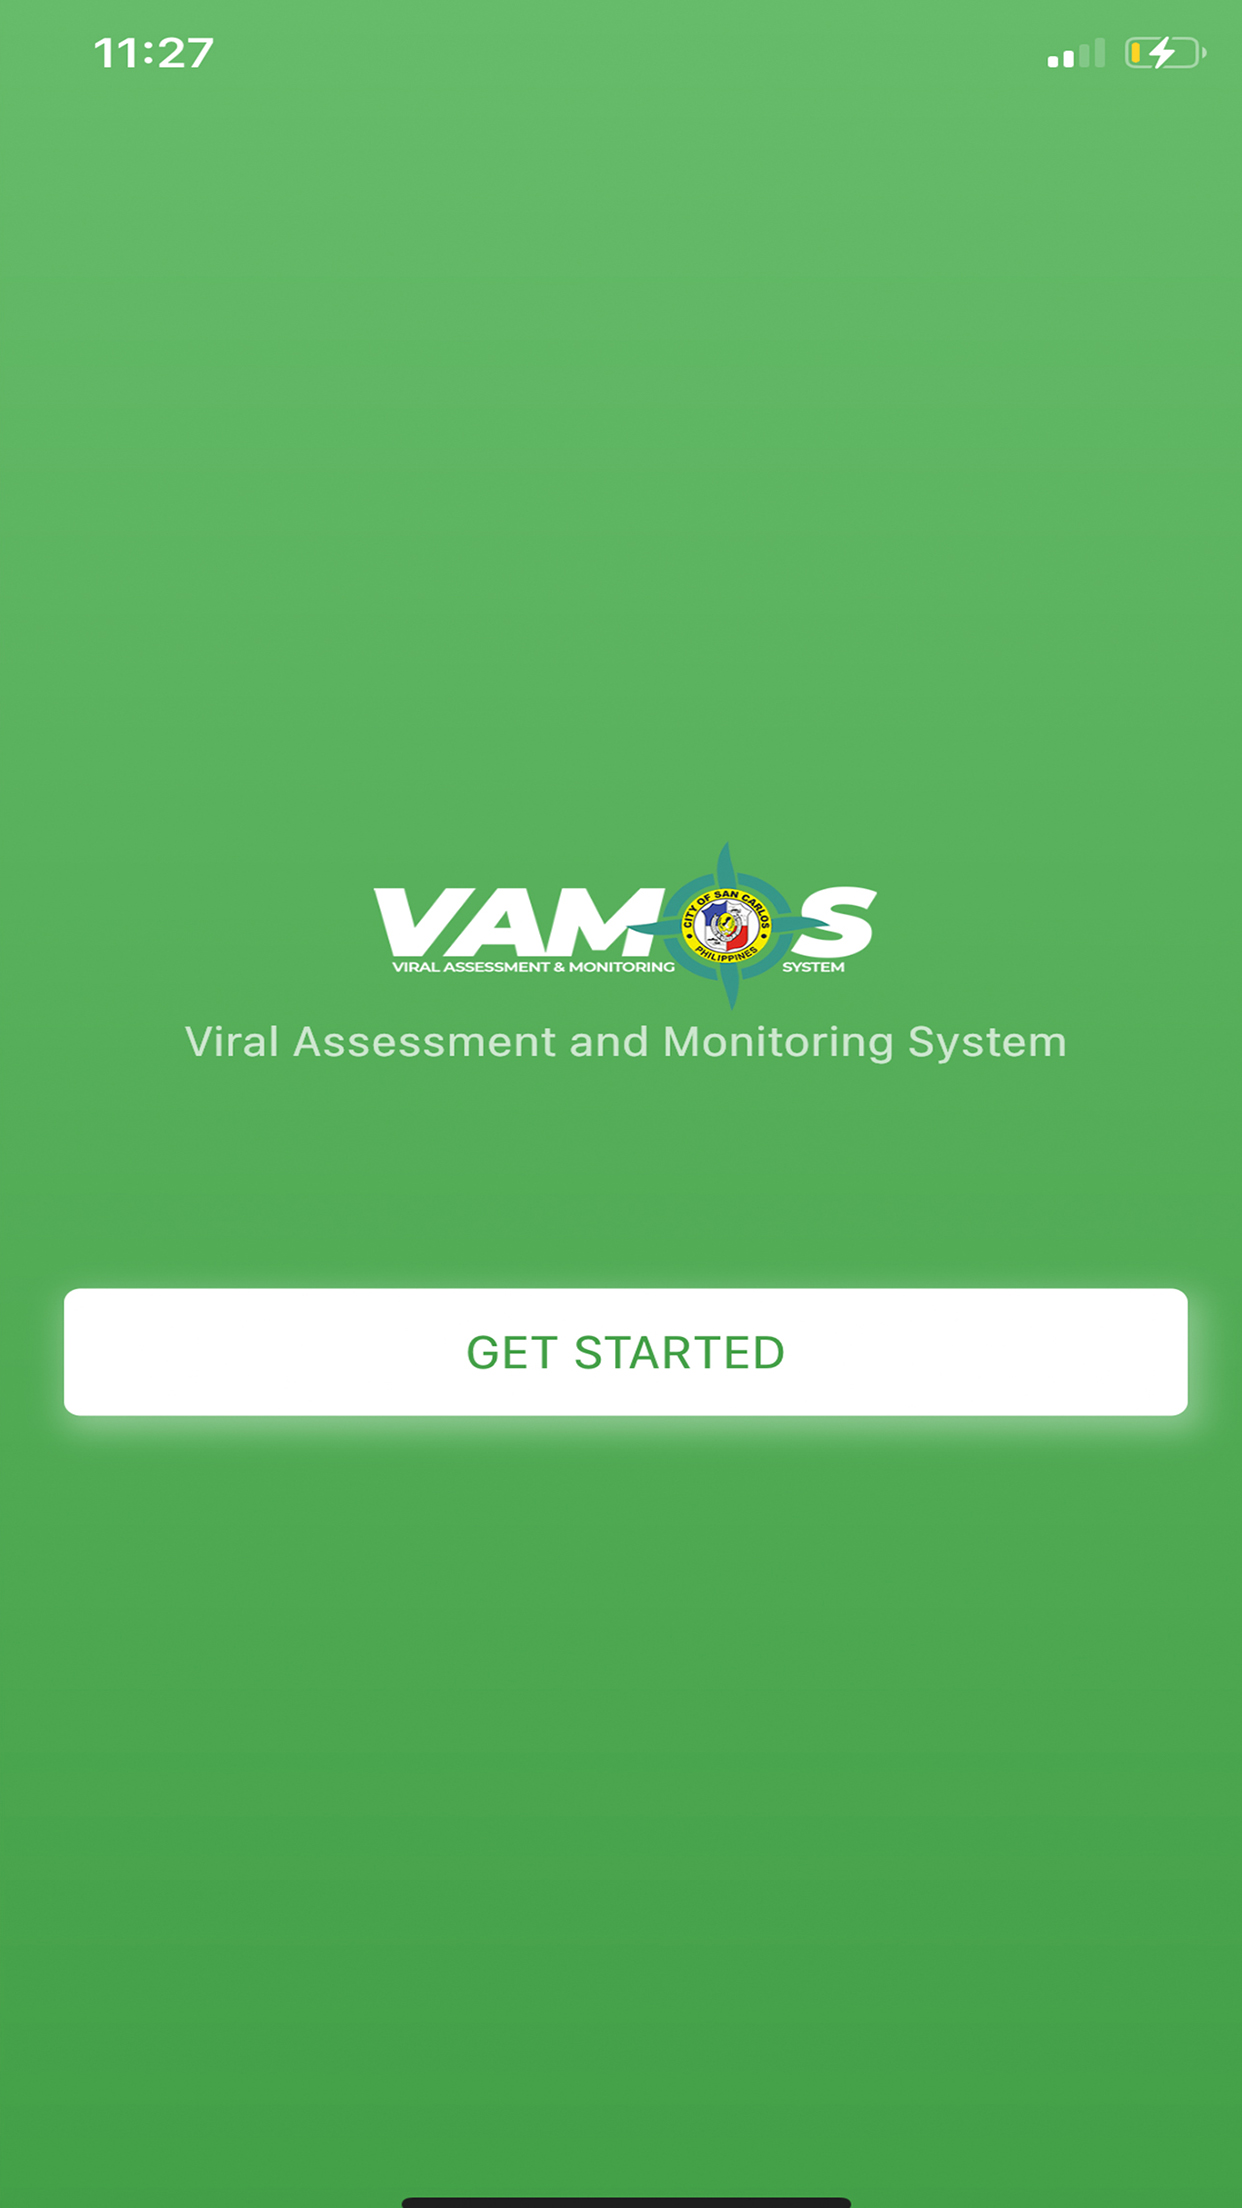 11:27
VAMOS
CITY OF SAN CARLOS
PHILIPPINES
VIRAL ASSESSMENT & MONITORING SYSTEM
Viral Assessment and Monitoring System
GET STARTED